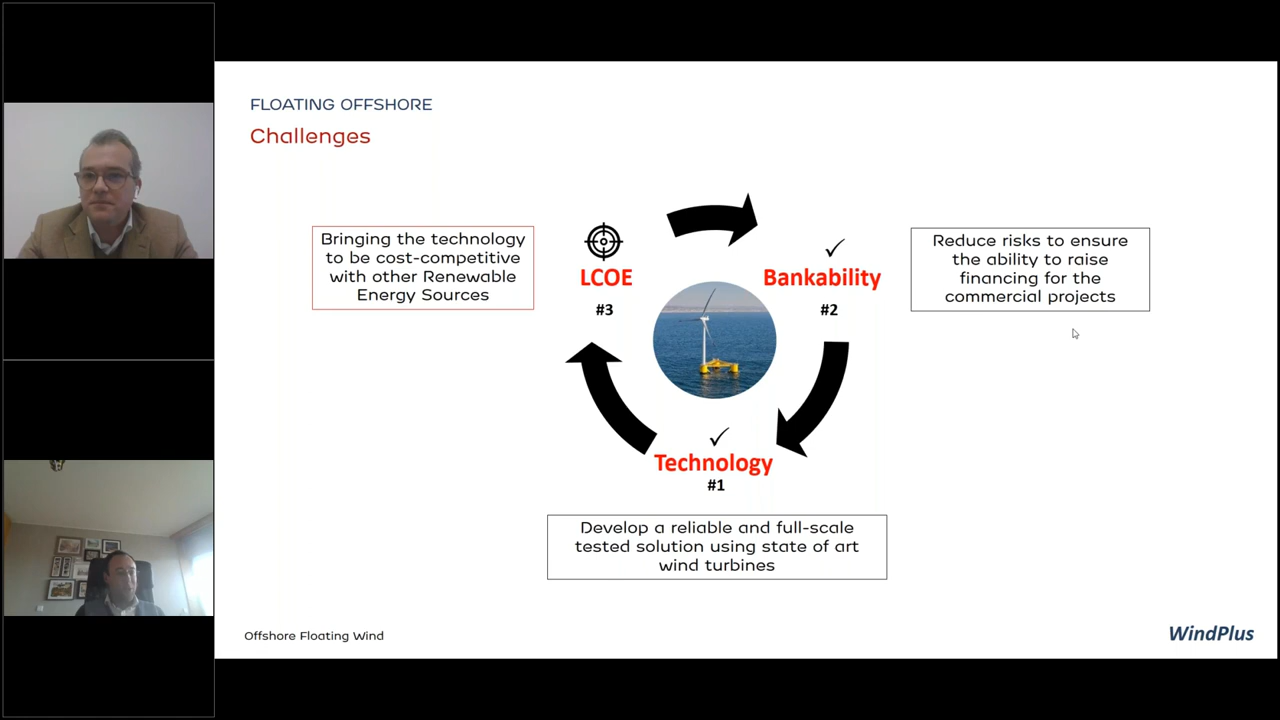 FLOATING OFFSHORE
Challenges
Bringing the technology
to be cost-competitive
with other Renewable
Energy Sources
LCOE
#3
Bankability
#2
Reduce risks to ensure
the ability to raise
financing for the
commercial projects
Technology
#1
Develop a reliable and full-scale
tested solution using state of art
wind turbines
Offshore Floating Wind
WindPlus